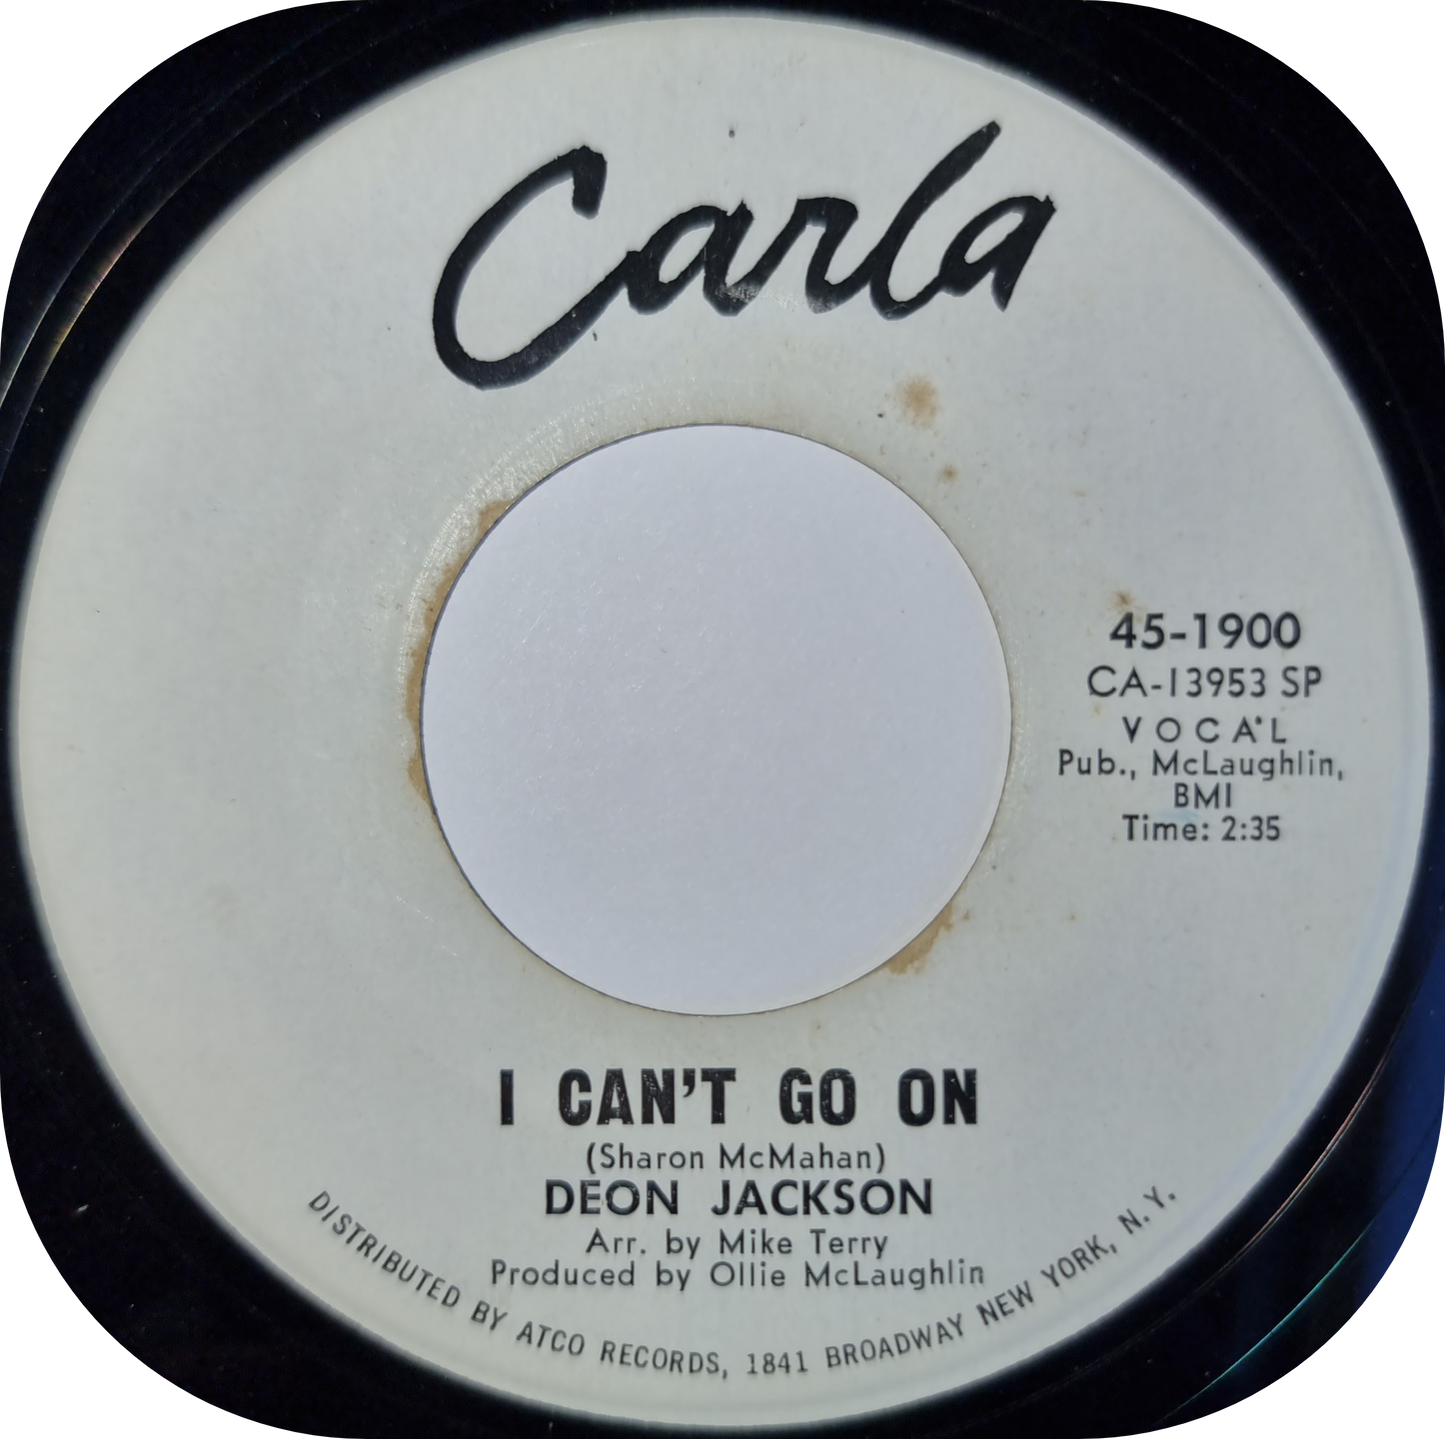 Carla
45-1900
CA-13953 SP
VOCAL
Pub., McLaughlin,
BMI
Time: 2:35
I CAN'T GO ON
(Sharon McMahan)
DEON JACKSON
Arr. by Mike Terry
Produced by Ollie McLaughlin
DISTRIBUTED BY ATCO RECORDS, 1841 BROADWAY NEW YORK, N.Y.